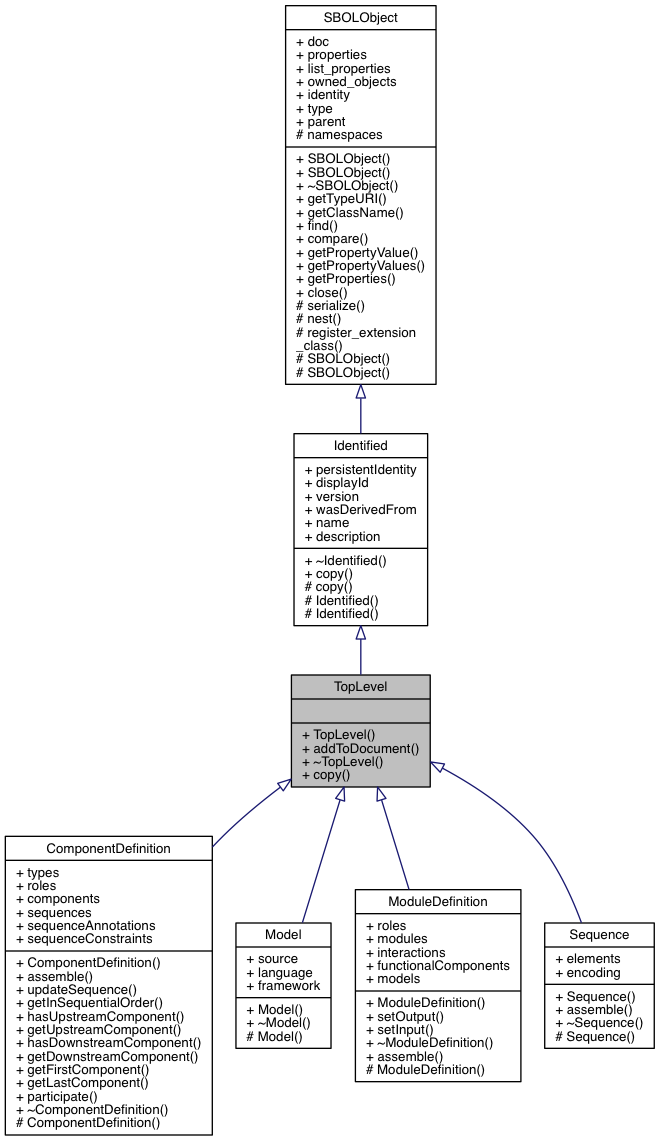 SBOLObject
+ doc
+ properties
+ list_properties
+ owned_objects
+ identity
+ type
+ parent
# namespaces
+ SBOLObject()
+ SBOLObject()
+ ~SBOLObject()
+ getTypeURI()
+ getClassName()
+ find()
+ compare()
+ getPropertyValue()
+ getPropertyValues()
+ getProperties()
+ close()
# serialize()
# nest()
# register_extension
_class()
# SBOLObject()
# SBOLObject()
Identified
+ persistentIdentity
+ displayId
+ version
+ wasDerivedFrom
+ name
+ description
+ ~Identified()
+ copy()
# copy()
# Identified()
# Identified()
TopLevel
+ TopLevel()
+ addToDocument()
+ ~TopLevel()
+ copy()
ComponentDefinition
+ types
+ roles
+ components
+ sequences
+ sequenceAnnotations
+ sequenceConstraints
+ ComponentDefinition()
+ assemble()
+ updateSequence()
+ getInSequentialOrder()
+ hasUpstreamComponent()
+ getUpstreamComponent()
+ hasDownstreamComponent()
+ getDownstreamComponent()
+ getFirstComponent()
+ getLastComponent()
+ participate()
+ ~ComponentDefinition()
# ComponentDefinition()
Model
+ source
+ language
+ framework
+ Model()
+ ~Model()
# Model()
ModuleDefinition
+ roles
+ modules
+ interactions
+ functionalComponents
+ models
+ ModuleDefinition()
+ setOutput()
+ setInput()
+ ~ModuleDefinition()
+ assemble()
# ModuleDefinition()
Sequence
+ elements
+ encoding
+ Sequence()
+ assemble()
+ ~Sequence()
# Sequence()